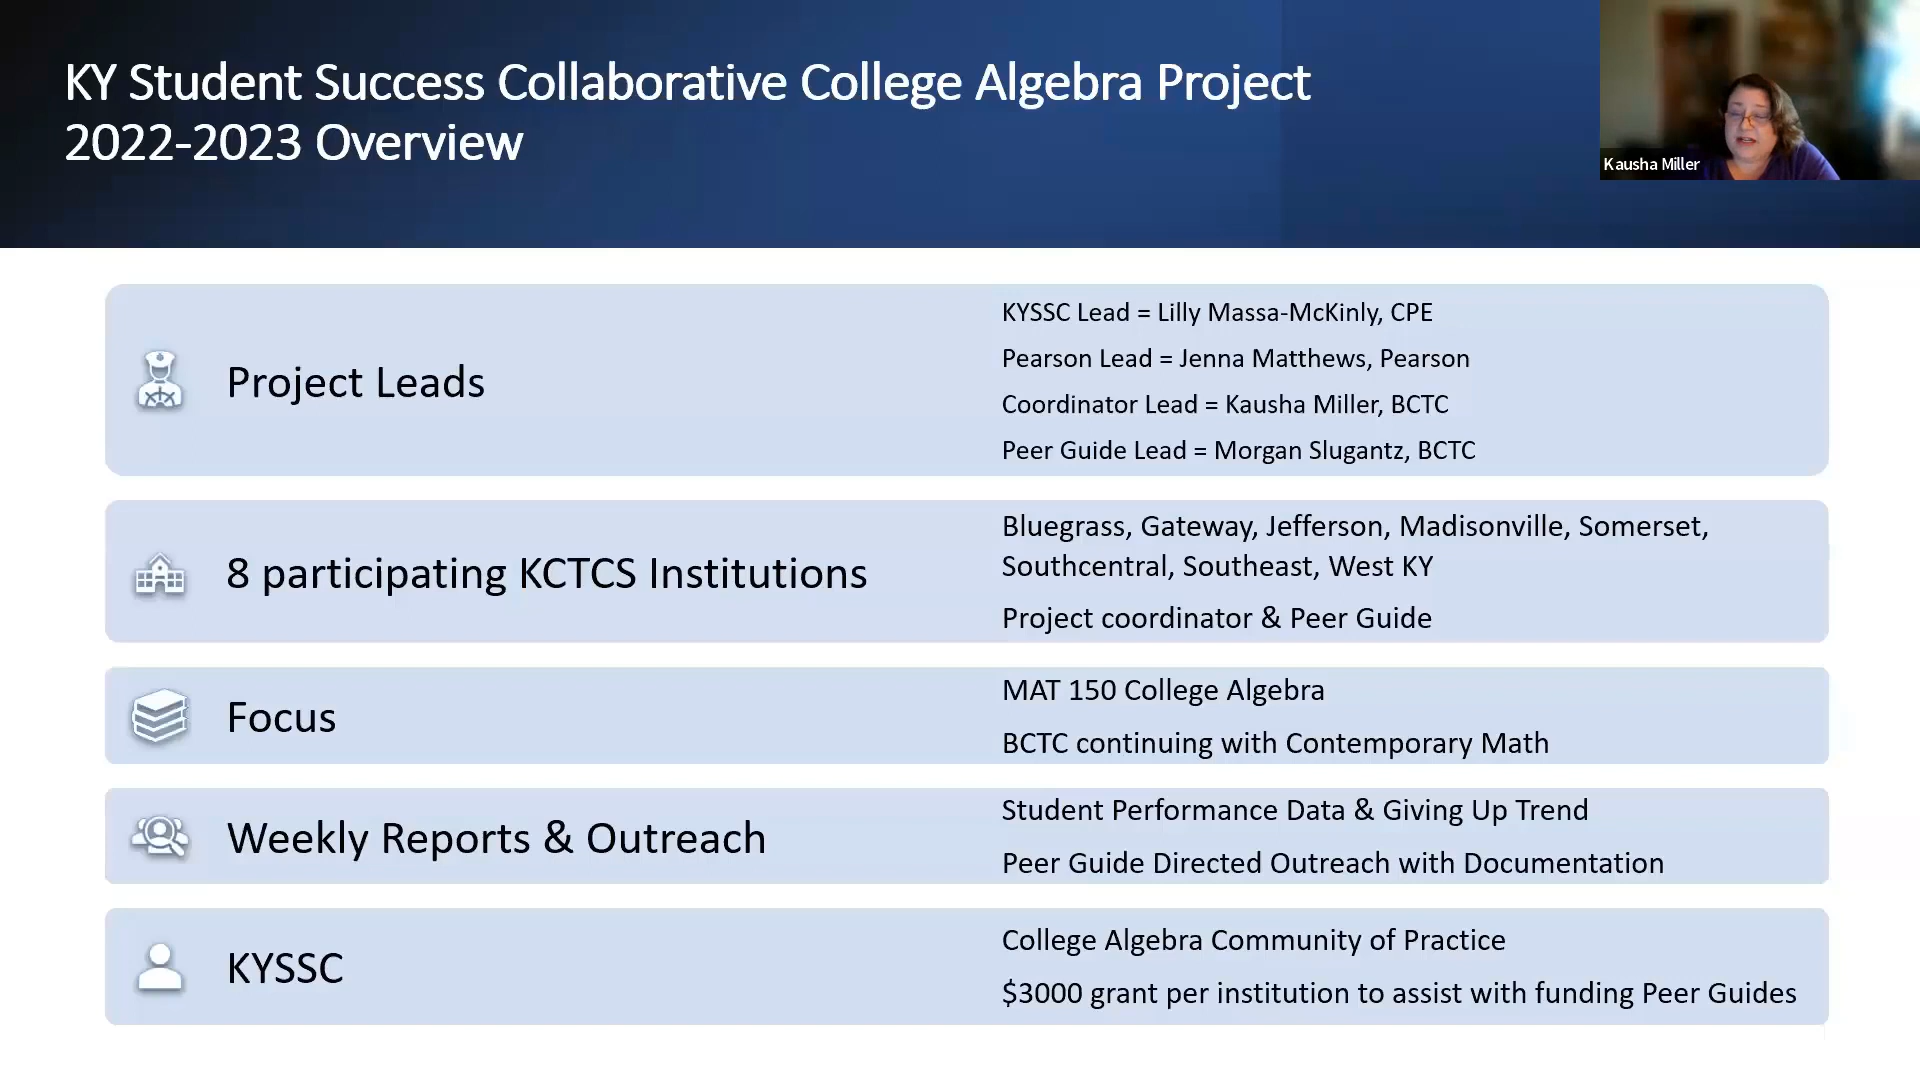 KY Student Success Collaborative College Algebra Project
2022-2023 Overview
Kausha Miller
Project Leads
KYSSC Lead = Lilly Massa-McKinly, CPE
Pearson Lead = Jenna Matthews, Pearson
Coordinator Lead = Kausha Miller, BCTC
Peer Guide Lead = Morgan Slugantz, BCTC
8 participating KCTCS Institutions
Bluegrass, Gateway, Jefferson, Madisonville, Somerset,
Southcentral, Southeast, West KY
Project coordinator & Peer Guide
Focus
MAT 150 College Algebra
BCTC continuing with Contemporary Math
Weekly Reports & Outreach
Student Performance Data & Giving Up Trend
Peer Guide Directed Outreach with Documentation
KYSSC
College Algebra Community of Practice
$3000 grant per institution to assist with funding Peer Guides